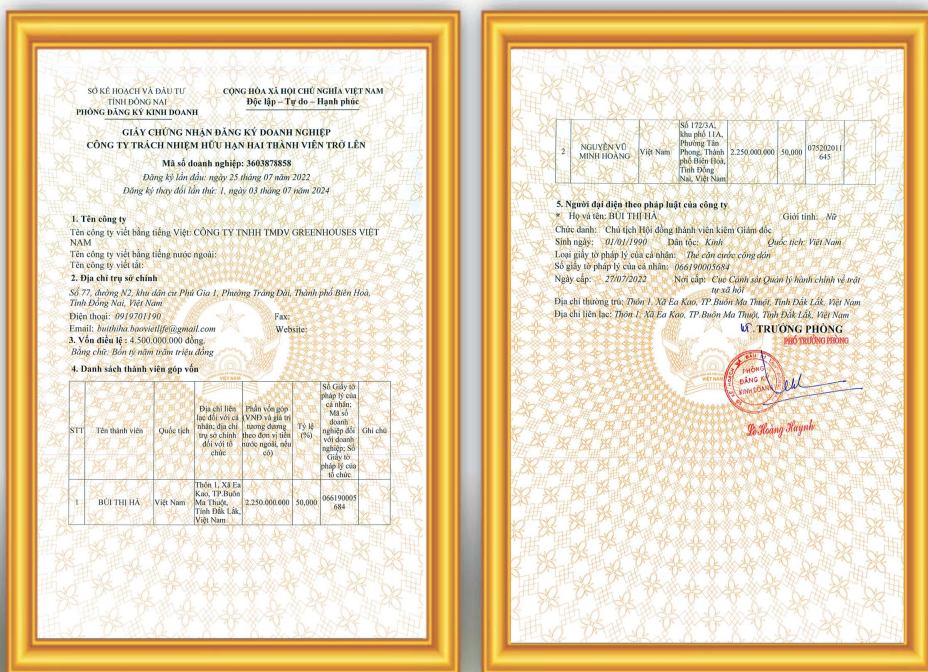 SỞ KẾ HOẠCH VÀ ĐẦU TƯ
TỈNH ĐỒNG NAI
PHÒNG ĐĂNG KÝ KINH DOANH
CỘNG HÒA XÃ HỘI CHỦ NGHĨA VIỆT NAM
Độc lập – Tự do – Hạnh phúc
GIẤY CHỨNG NHẬN ĐĂNG KÝ DOANH NGHIỆP
CÔNG TY TRÁCH NHIỆM HỮU HẠN HAI THÀNH VIÊN TRỞ LÊN
Mã số doanh nghiệp: 3603878858
Đăng ký lần đầu: ngày 25 tháng 07 năm 2022
Đăng ký thay đổi lần thứ: 1, ngày 03 tháng 07 năm 2024
1. Tên công ty
Tên công ty viết bằng tiếng Việt: CÔNG TY TNHH TMDV GREENHOUSES VIỆT
NAM
Tên công ty viết bằng tiếng nước ngoài:
Tên công ty viết tắt:
2. Địa chỉ trụ sở chính
Số 77, đường N2, khu dân cư Phú Gia 1, Phường Trảng Dài, Thành phố Biên Hoà,
Tỉnh Đồng Nai, Việt Nam
Điện thoại: 0919701190 Fax:
Email: buithiha.baovietlife@gmail.com Website:
3. Vốn điều lệ : 4.500.000.000 đồng.
Bằng chữ: Bốn tỷ năm trăm triệu đồng
4. Danh sách thành viên góp vốn
STT
Tên thành viên
Quốc tịch
Địa chỉ liên
lạc đối với cá
nhân; địa chỉ
trụ sở chính
đối với tổ
chức
Phần vốn góp
(VNĐ và giá trị
tương đương
theo đơn vị tiền
nước ngoài, nếu
có)
Tỷ lệ
(%)
Số Giấy tờ
pháp lý của
cá nhân;
Mã số
doanh
nghiệp đối
với doanh
nghiệp; Số
Giấy tờ
pháp lý của
tổ chức
Ghi chú
1
BÙI THỊ HÀ
Việt Nam
Thôn 1, Xã Ea
Kao, TP.Buôn
Ma Thuột,
Tỉnh Đắk Lắk,
Việt Nam
2.250.000.000
50,000
066190005
684
VIỆT NAM
2
NGUYỄN VŨ
MINH HOÀNG
Việt Nam
Số 172/3A,
khu phố 11A,
Phường Tân
Phong, Thành
phố Biên Hoà,
Tỉnh Đồng
Nai, Việt Nam
2.250.000.000
50,000
075202011
645
5. Người đại diện theo pháp luật của công ty
* Họ và tên: BÙI THỊ HÀ Giới tính: Nữ
Chức danh: Chủ tịch Hội đồng thành viên kiêm Giám đốc
Sinh ngày: 01/01/1990 Dân tộc: Kinh Quốc tịch: Việt Nam
Loại giấy tờ pháp lý của cá nhân: Thẻ căn cước công dân
Số giấy tờ pháp lý của cá nhân: 066190005684
Ngày cấp: 27/07/2022 Nơi cấp: Cục Cảnh sát Quản lý hành chính về trật
tự xã hội
Địa chỉ thường trú: Thôn 1, Xã Ea Kao, TP.Buôn Ma Thuột, Tỉnh Đắk Lắk, Việt Nam
Địa chỉ liên lạc: Thôn 1, Xã Ea Kao, TP.Buôn Ma Thuột, Tỉnh Đắk Lắk, Việt Nam
TRƯỞNG PHÒNG
PHÓ TRƯỞNG PHÒNG
PHÒNG
ĐĂNG KÝ
KINH DOANH
VIỆT NAM
Lê Hoàng Huynh